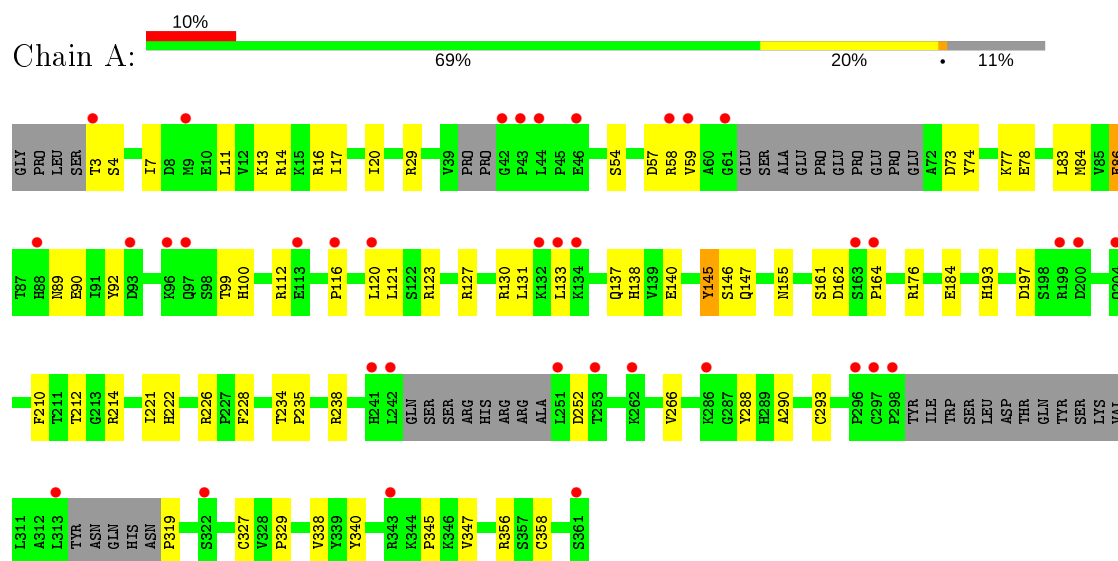 10%
Chain A:
69% 20% • 11%
GLY PRO LEU SER T3 S4 I7 D8 M9 E10 L11 V12 K13 R14 K15 R16 I17 I20 R29 V39 PRO PRO G42 P43 L44 P45 E46 S54 D57 R58 V59 A60 G61 GLU SER ALA GLU PRO GLU PRO GLU PRO GLU A72 D73 Y74 K77 E78 L83 M84 V85
T87 H88 N89 E90 I91 Y92 D93 K96 Q97 S98 T99 H100 R112 E113 P116 L120 L121 S122 R123 R127 R130 L131 K132 L133 K134 Q137 H138 V139 E140 Y145 S146 Q147 N155 S161 D162 S163 P164 R176 E184 H193 D197 S198 R199 D200
F210 T211 T212 G213 R214 I221 H222 R226 P227 F228 T234 P235 R238 H241 L242 GLN SER SER ARG HIS ARG ARG ALA L251 D252 T253 K262 V266 K286 G287 Y288 H289 A290 C293 P296 C297 P298 TYR ILE TRP SER LEU ASP THR GLN TYR SER LYS VAL
L311 A312 L313 TYR ASN GLN HIS ASN P319 S322 C327 V328 P329 V338 Y339 Y340 R343 K344 P345 K346 V347 R356 S357 C358 S361